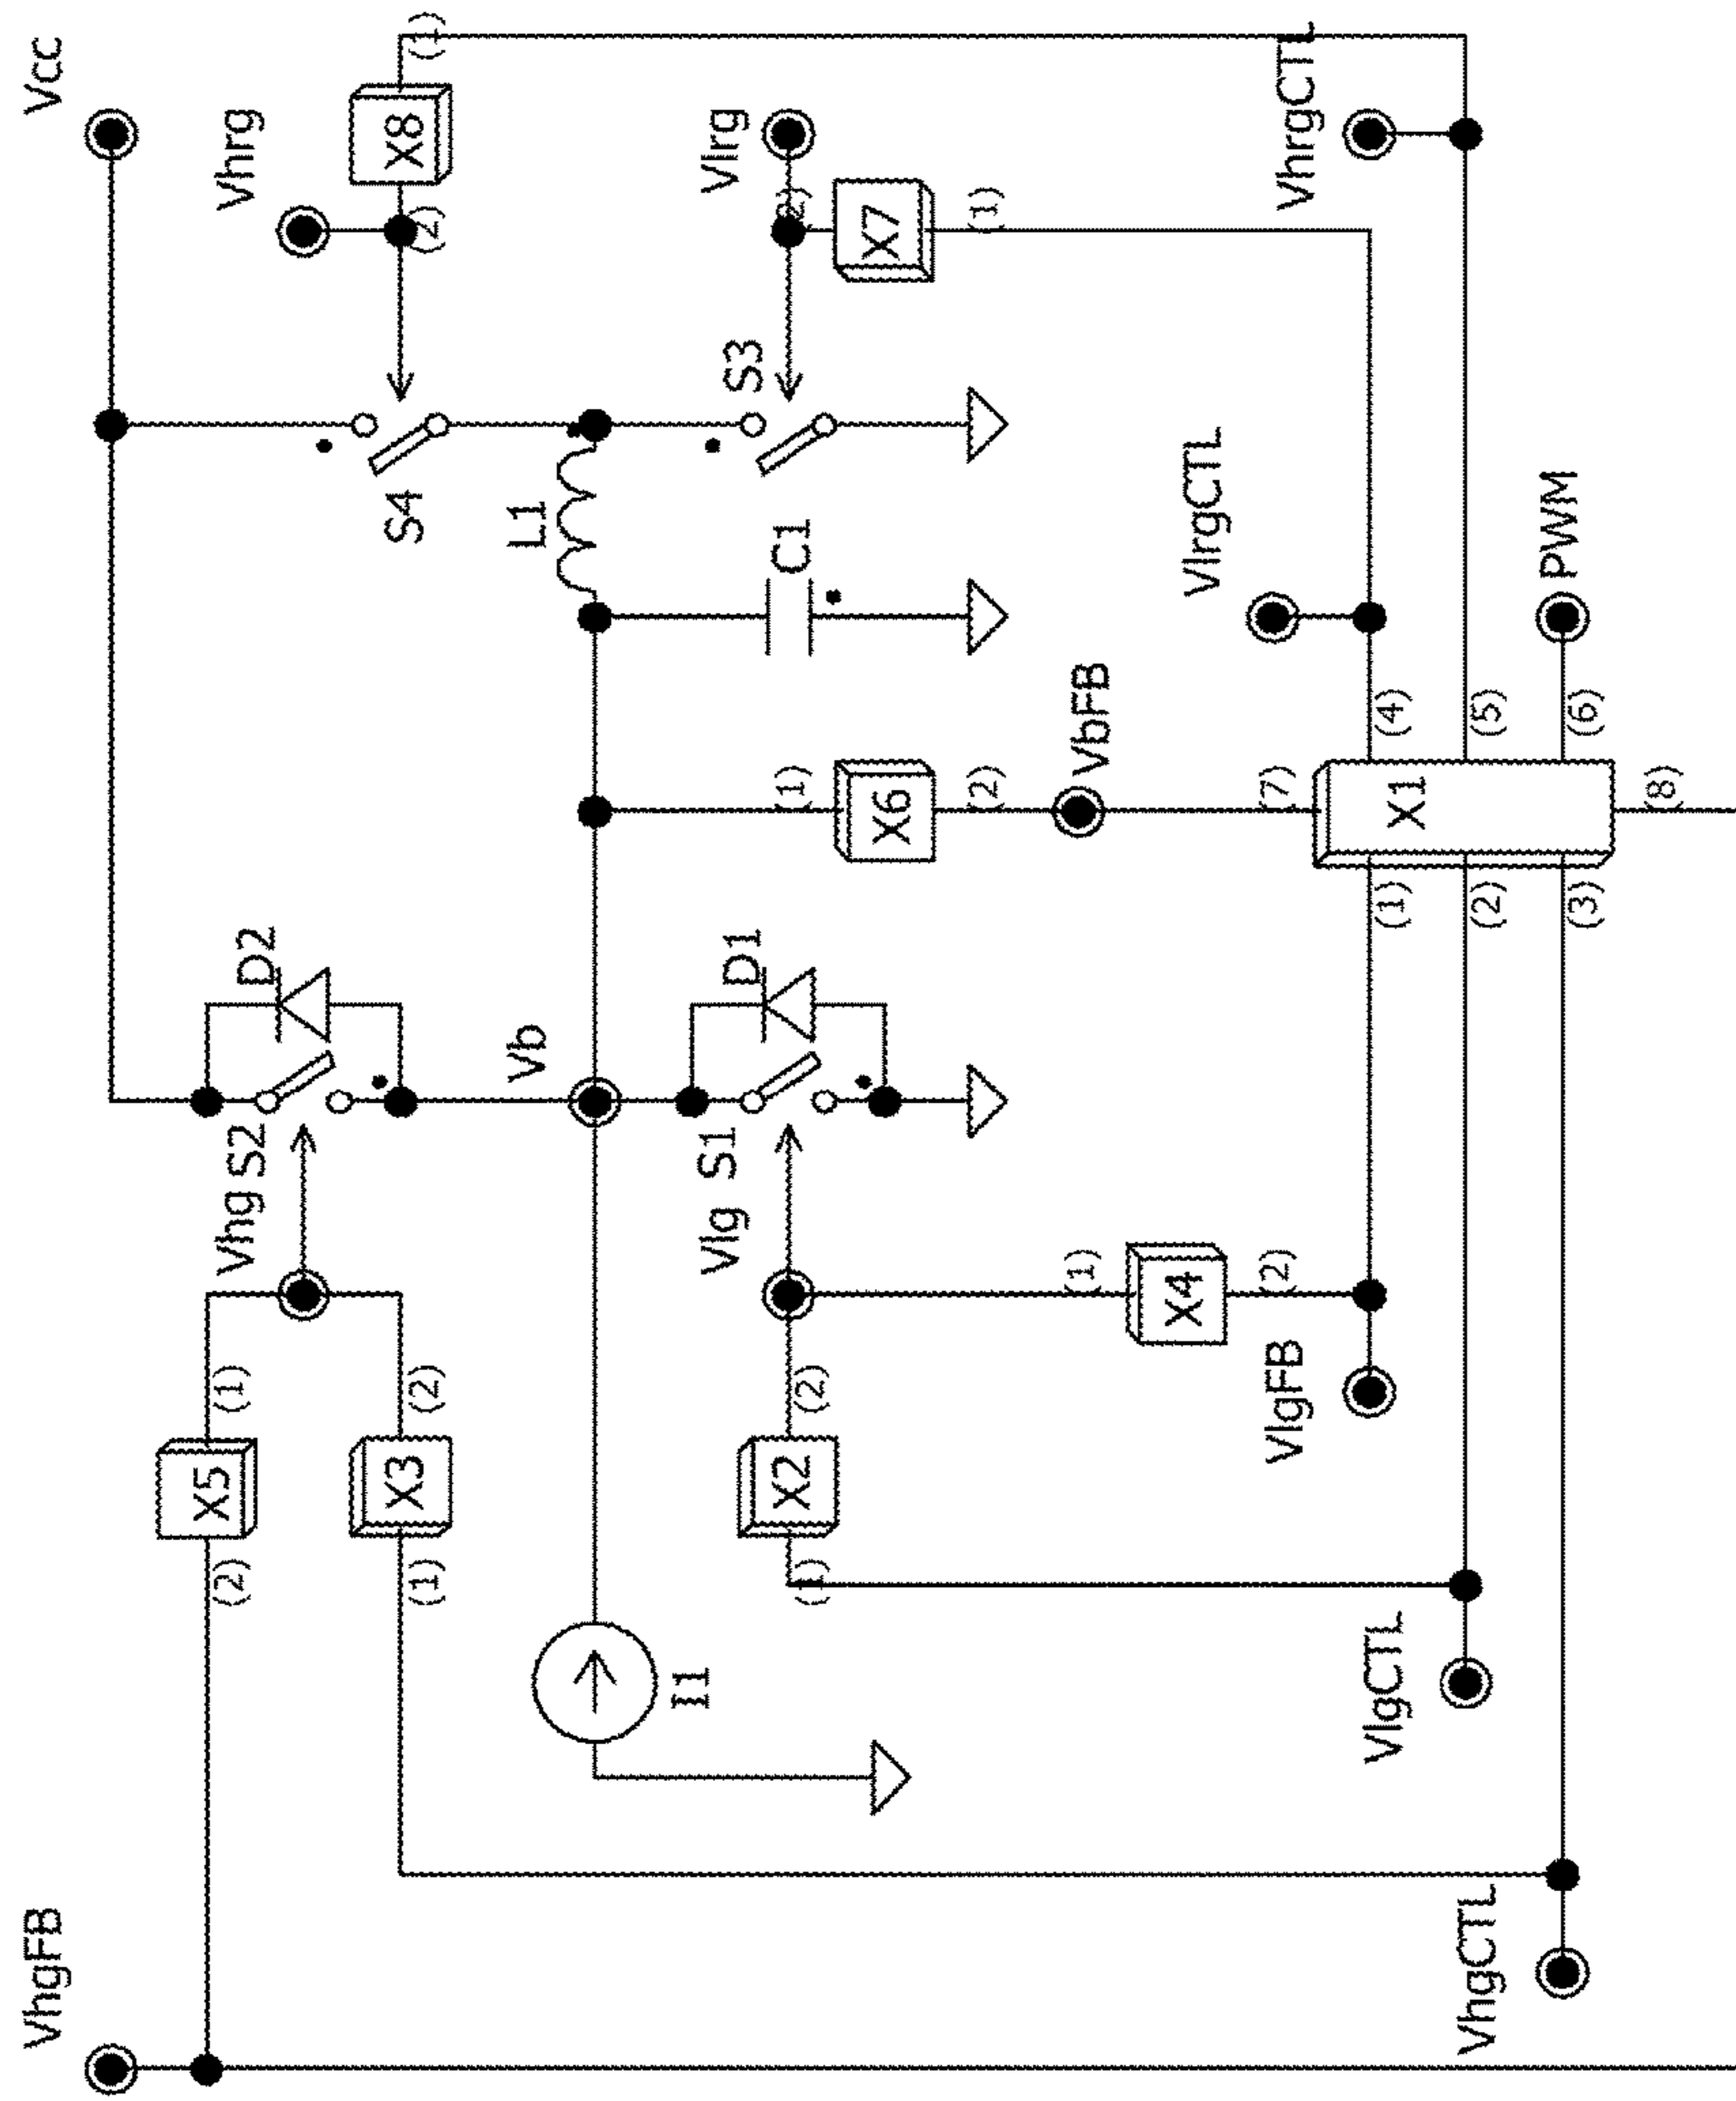 VhgFB
Vcc
Vhrg
X8
(1)
(2)
X5
(1)
(2)
Vhg
S2
D2
X3
(2)
(1)
S4
L1
Vb
I1
Vlrg
(2)
X7
(1)
S3
C1
X2
(2)
(1)
Vlg
S1
D1
(1)
X6
(2)
VbFB
(1)
X4
(2)
VlgFB
VlrgCTL
VhrgCTL
VlgCTL
VhgCTL
X1
(7)
(1)
(4)
(2)
(5)
(3)
(6)
(8)
PWM